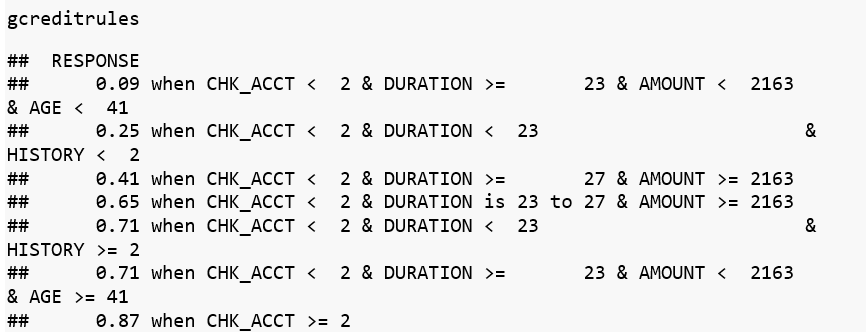 gcreditrules
##  RESPONSE
##      0.09 when CHK_ACCT <  2 & DURATION >=       23 & AMOUNT <  2163
& AGE <  41
##      0.25 when CHK_ACCT <  2 & DURATION <  23                        &
HISTORY <  2
##      0.41 when CHK_ACCT <  2 & DURATION >=       27 & AMOUNT >= 2163
##      0.65 when CHK_ACCT <  2 & DURATION is 23 to 27 & AMOUNT >= 2163
##      0.71 when CHK_ACCT <  2 & DURATION <  23                        &
HISTORY >= 2
##      0.71 when CHK_ACCT <  2 & DURATION >=       23 & AMOUNT <  2163
& AGE >= 41
##      0.87 when CHK_ACCT >= 2